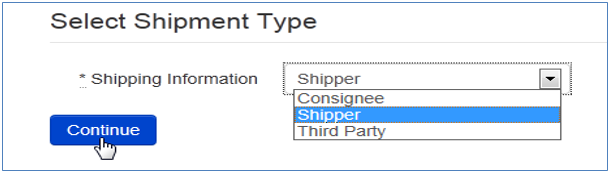 Select Shipment Type
* Shipping Information Shipper
Consignee
Shipper
Third Party
Continue